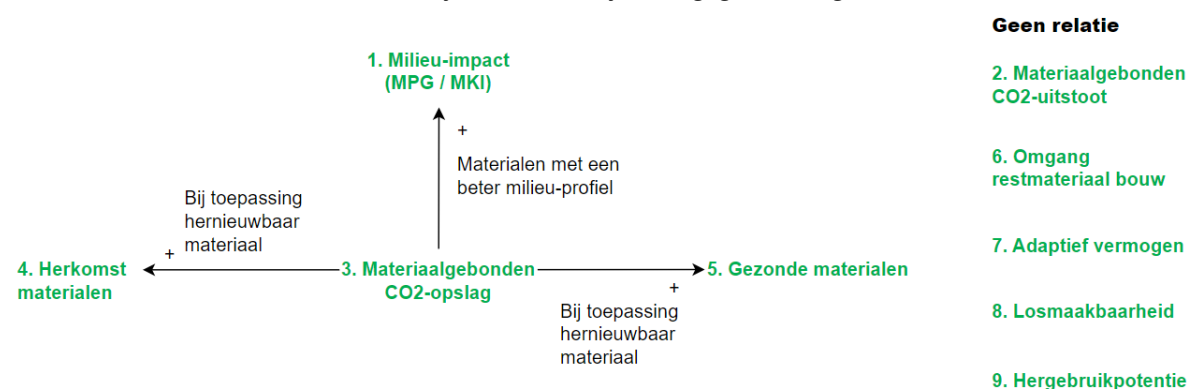 Geen relatie
1. Milieu-impact
(MPG / MKI)
2. Materiaalgebonden
CO2-uitstoot
+
Materialen met een
beter milieu-profiel
6. Omgang
restmateriaal bouw
Bij toepassing
hernieuwbaar
materiaal
+
7. Adaptief vermogen
4. Herkomst
materialen
3. Materiaalgebonden
CO2-opslag
5. Gezonde materialen
+
Bij toepassing
hernieuwbaar
materiaal
8. Losmaakbaarheid
9. Hergebruikpotentie